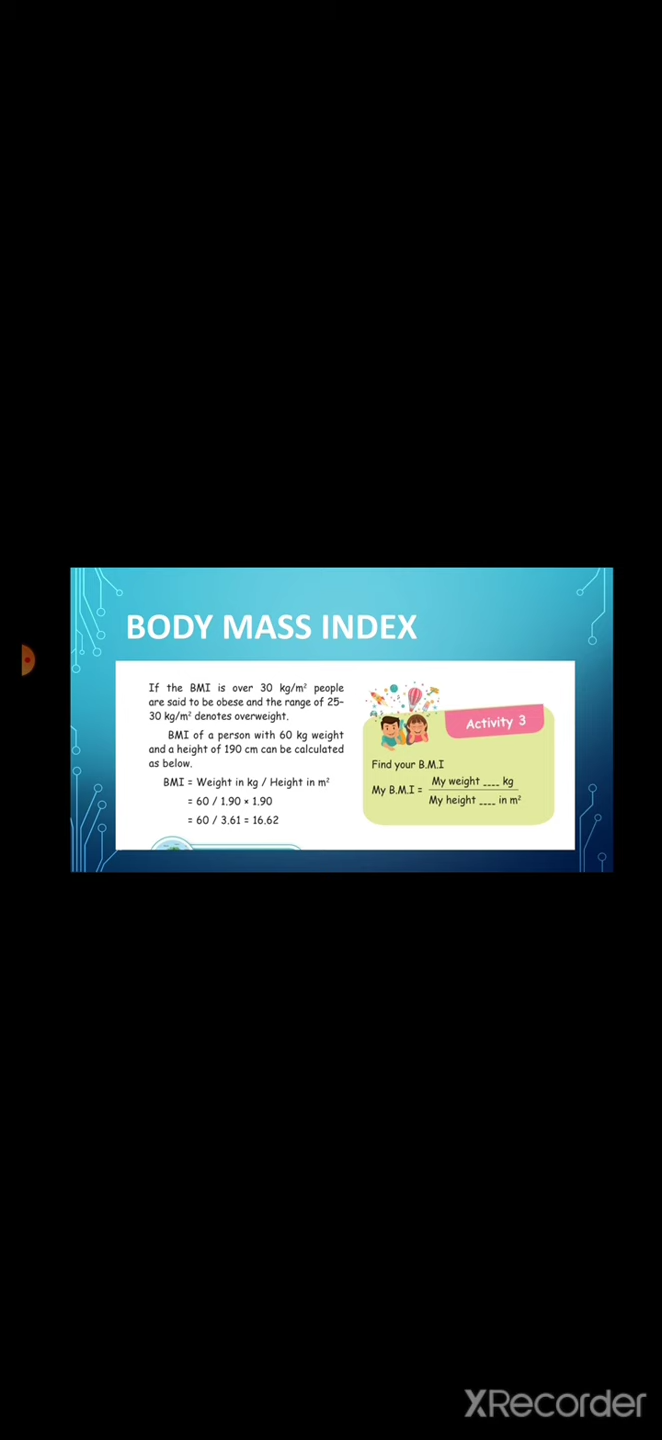 BODY MASS INDEX
If the BMI is over 30 kg/m² people
are said to be obese and the range of 25-
30 kg/m² denotes overweight.
BMI of a person with 60 kg weight
and a height of 190 cm can be calculated
as below.
BMI = Weight in kg / Height in m²
= 60 / 1.90 × 1.90
= 60 / 3.61 = 16.62
Activity 3
Find your B.M.I
My B.M.I = My weight ____ kg
My height ____ in m²
XRecorder